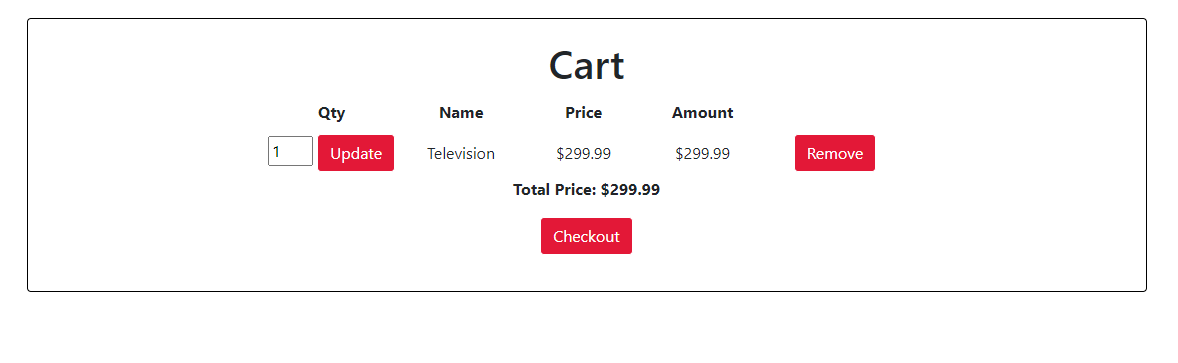 Cart
Qty Name Price Amount
1 Update Television $299.99 $299.99 Remove
Total Price: $299.99
Checkout